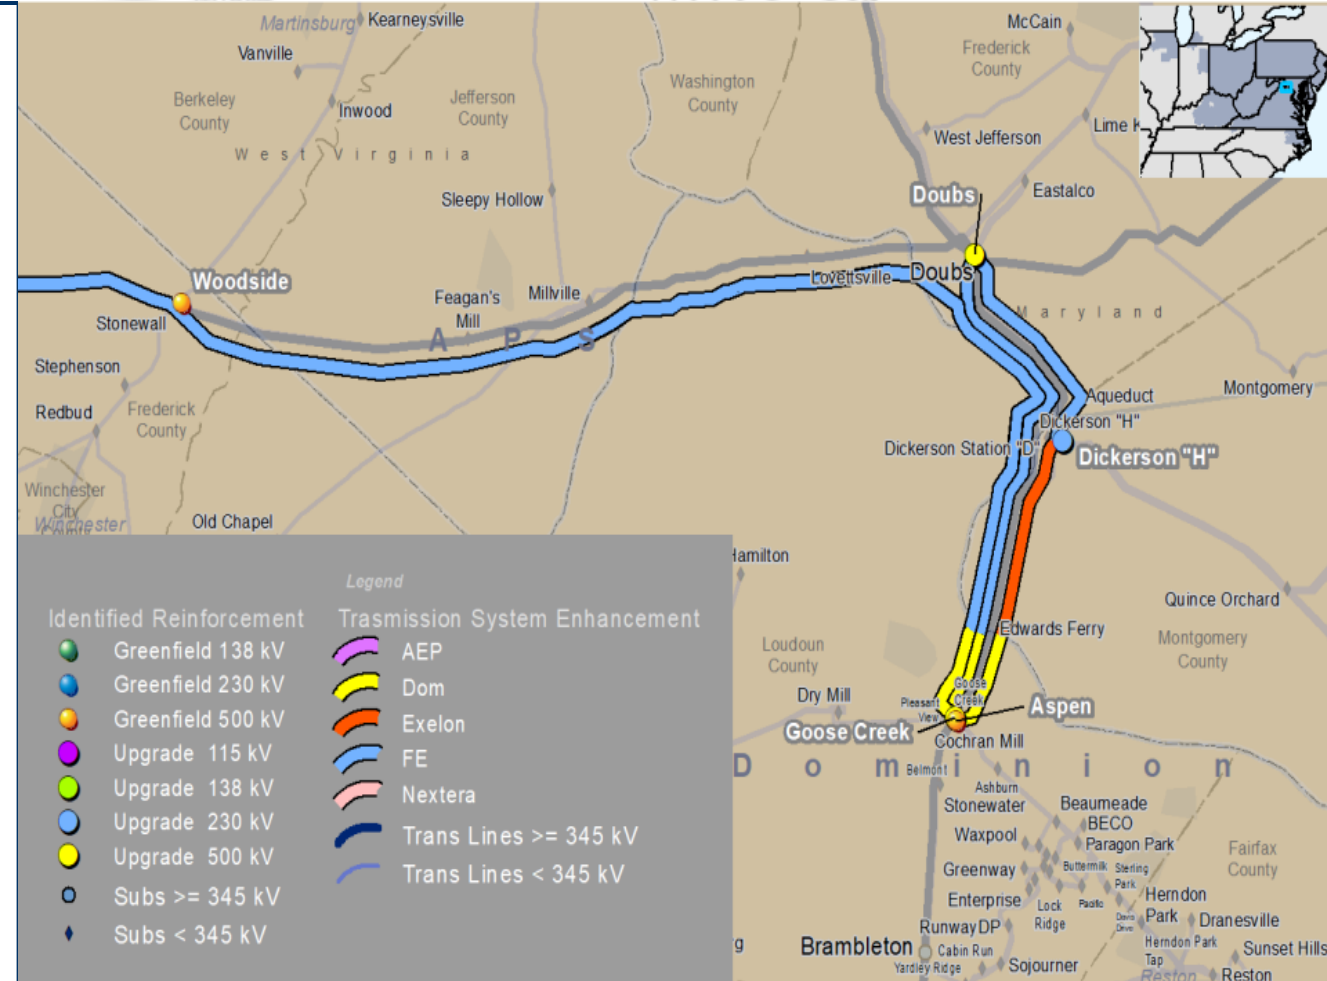 Martinsburg
Kearneysville
McCain
Vanville
Frederick
County
Washington
County
Berkeley
County
Jefferson
County
Inwood
Lime
West Jefferson
West Virginia
Sleepy Hollow
Doubs
Eastalco
Woodside
Lovettsville
Doubs
Feagan's
Mill
Millville
Stonewall
Maryland
APS
Stephenson
Redbud
Frederick
County
Aqueduct
Montgomery
Dickerson "H"
Dickerson Station "D"
Dickerson "H"
Winchester
City
County
Winchester
Old Chapel
Hamilton
Quince Orchard
Edwards Ferry
Montgomery
County
Loudoun
County
Goose
Creek
Dry Mill
Pleasant
View
Aspen
Goose Creek
Cochran Mill
Dominion
Belmont
Ashburn
Stonewater
Beaumeade
BECO
Waxpool
Paragon Park
Fairfax
County
Greenway
Buttermilk
Sterling
Park
Enterprise
Lock
Ridge
Pacific
Herndon
Park
Davis
Drive
Dranesville
Runway DP
Brambleton
Cabin Run
Herndon Park
Tap
Sunset Hills
Yardley Ridge
Sojourner
Reston
Reston
Legend
Identified Reinforcement
Greenfield 138 kV
Greenfield 230 kV
Greenfield 500 kV
Upgrade 115 kV
Upgrade 138 kV
Upgrade 230 kV
Upgrade 500 kV
Subs >= 345 kV
Subs < 345 kV
Trasmission System Enhancement
AEP
Dom
Exelon
FE
Nextera
Trans Lines >= 345 kV
Trans Lines < 345 kV